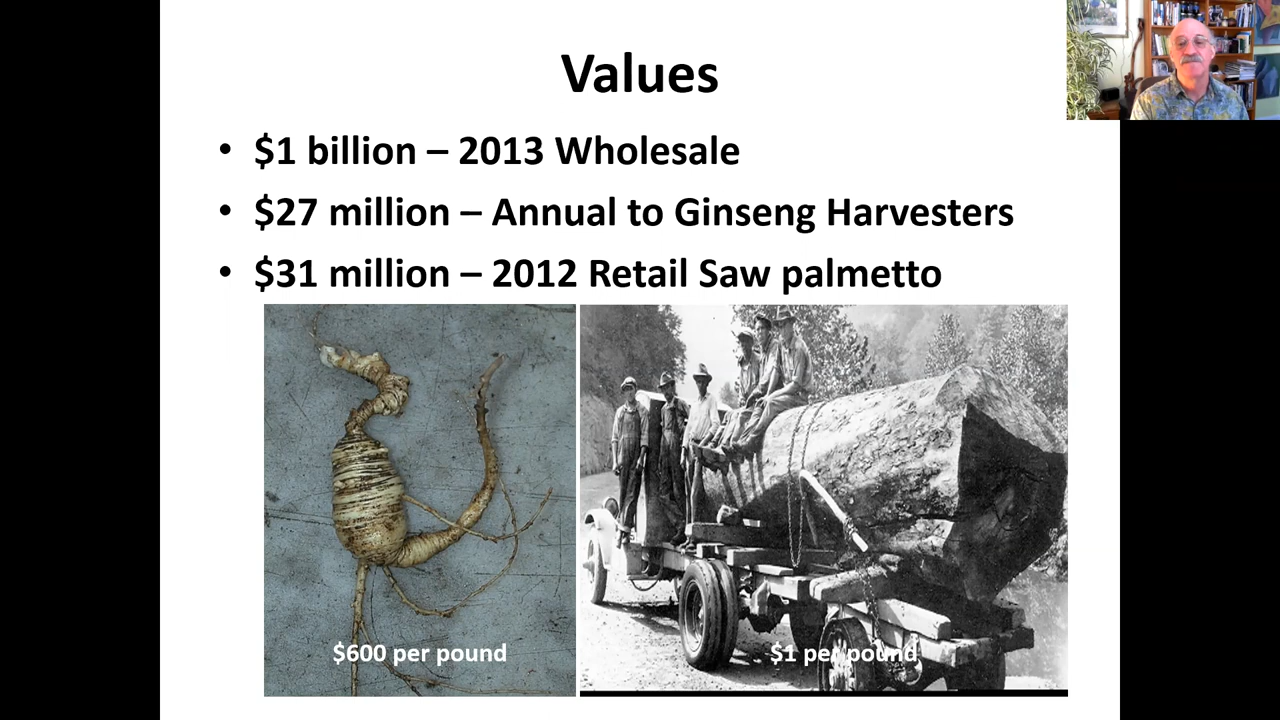 Values
• $1 billion – 2013 Wholesale
• $27 million – Annual to Ginseng Harvesters
• $31 million – 2012 Retail Saw palmetto
$600 per pound
$1 per pound